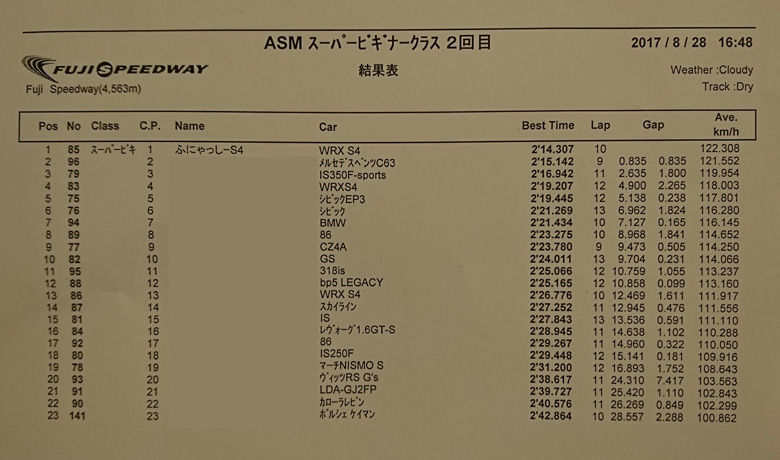 ASM スーパービギナークラス 2回目
2017 / 8 / 28 16:48
FUJI SPEEDWAY
結果表
Weather :Cloudy
Fuji Speedway(4,563m)
Track :Dry
Pos No Class C.P. Name Car Best Time Lap Gap Ave. km/h
1 85 スーパービギ 1 ふにゃっしーS4 WRX S4 2'14.307 10 122.308
2 96 2 メルセデスベンツC63 2'15.142 9 0.835 0.835 121.552
3 79 3 IS350F-sports 2'16.942 11 2.635 1.800 119.954
4 83 4 WRXS4 2'19.207 12 4.900 2.265 118.003
5 75 5 シビックEP3 2'19.445 12 5.138 0.238 117.801
6 76 6 シビック 2'21.269 13 6.962 1.824 116.280
7 94 7 BMW 2'21.434 10 7.127 0.165 116.145
8 89 8 86 2'23.275 10 8.968 1.841 114.652
9 77 9 CZ4A 2'23.780 9 9.473 0.505 114.250
10 82 10 GS 2'24.011 13 9.704 0.231 114.066
11 95 11 318is 2'25.066 12 10.759 1.055 113.237
12 88 12 bp5 LEGACY 2'25.165 12 10.858 0.099 113.160
13 86 13 WRX S4 2'26.776 10 12.469 1.611 111.917
14 87 14 スカイライン 2'27.252 11 12.945 0.476 111.556
15 81 15 IS 2'27.843 13 13.536 0.591 111.110
16 84 16 レヴォーグ1.6GT-S 2'28.945 11 14.638 1.102 110.288
17 92 17 86 2'29.267 11 14.960 0.322 110.050
18 80 18 IS250F 2'29.448 12 15.141 0.181 109.916
19 78 19 マーチNISMO S 2'31.200 12 16.893 1.752 108.643
20 93 20 ヴィッツRS G's 2'38.617 11 24.310 7.417 103.563
21 91 21 LDA-GJ2FP 2'39.727 11 25.420 1.110 102.843
22 90 22 カローラレビン 2'40.576 11 26.269 0.849 102.299
23 141 23 ポルシェ ケイマン 2'42.864 10 28.557 2.288 100.862